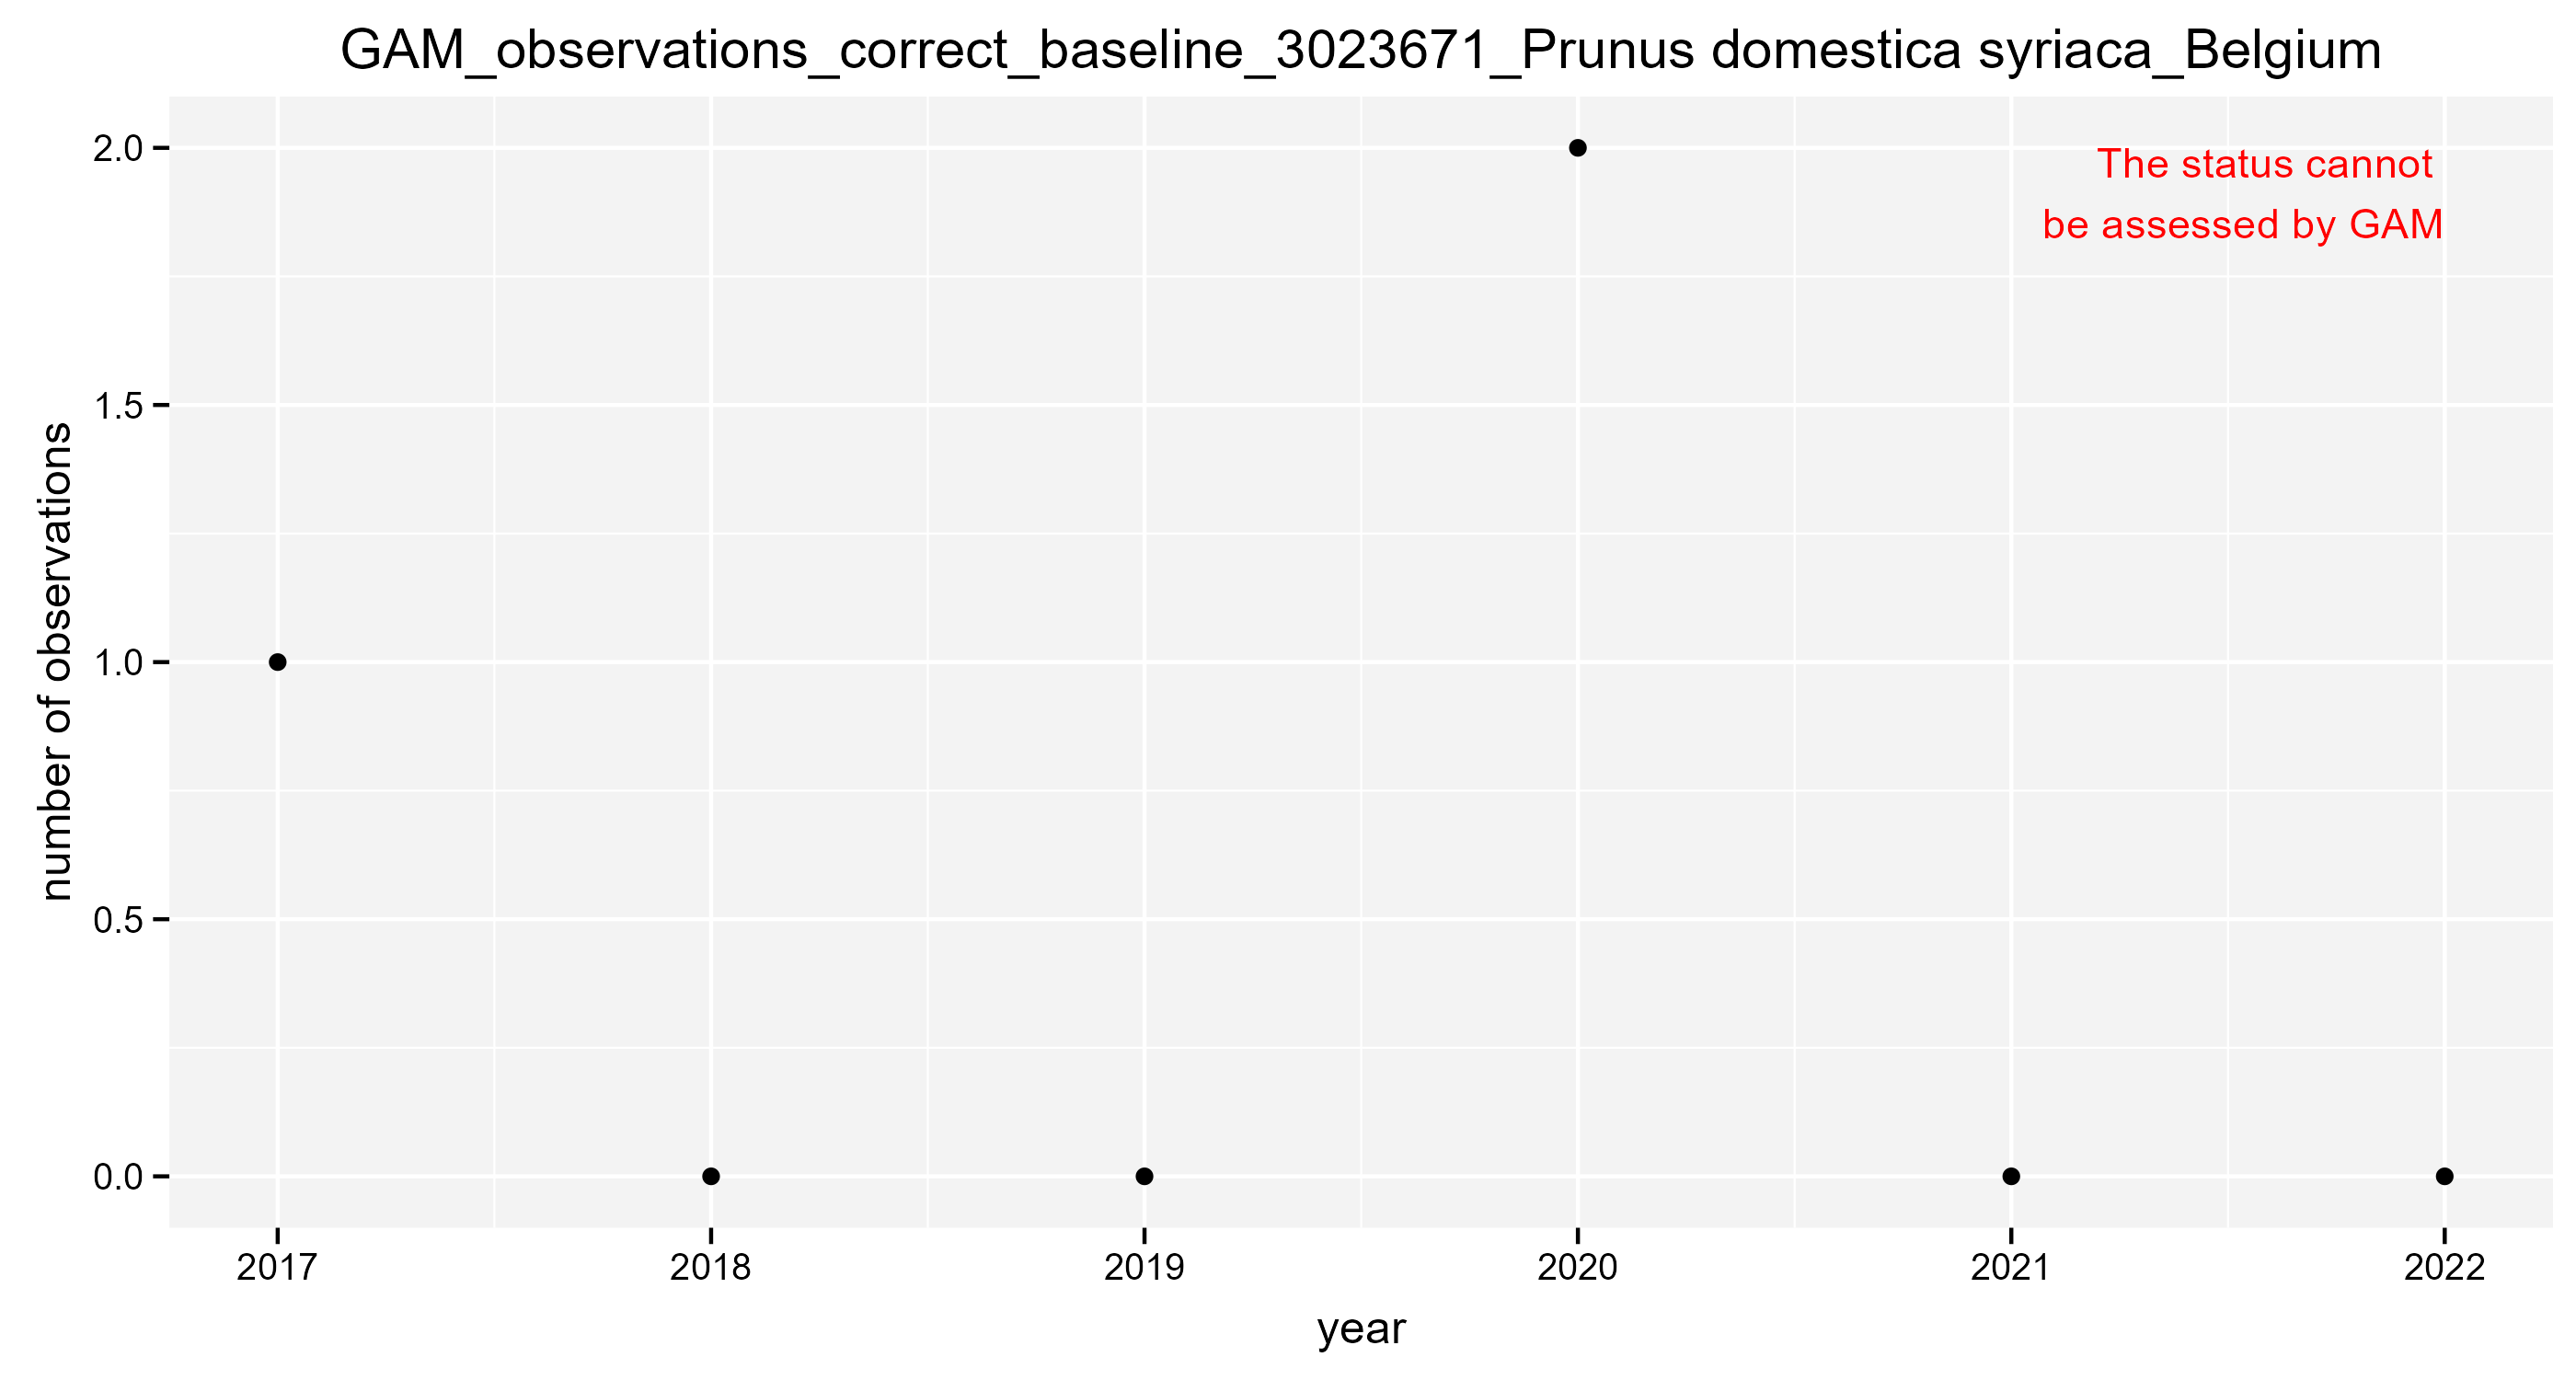 GAM_observations_correct_baseline_3023671_Prunus domestica syriaca_Belgium
The status cannot
be assessed by GAM
number of observations
2.0
1.5
1.0
0.5
0.0
2017 2018 2019 2020 2021 2022
year